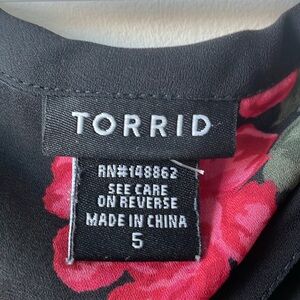 TORRID
RN#148862
SEE CARE
ON REVERSE
MADE IN CHINA
5